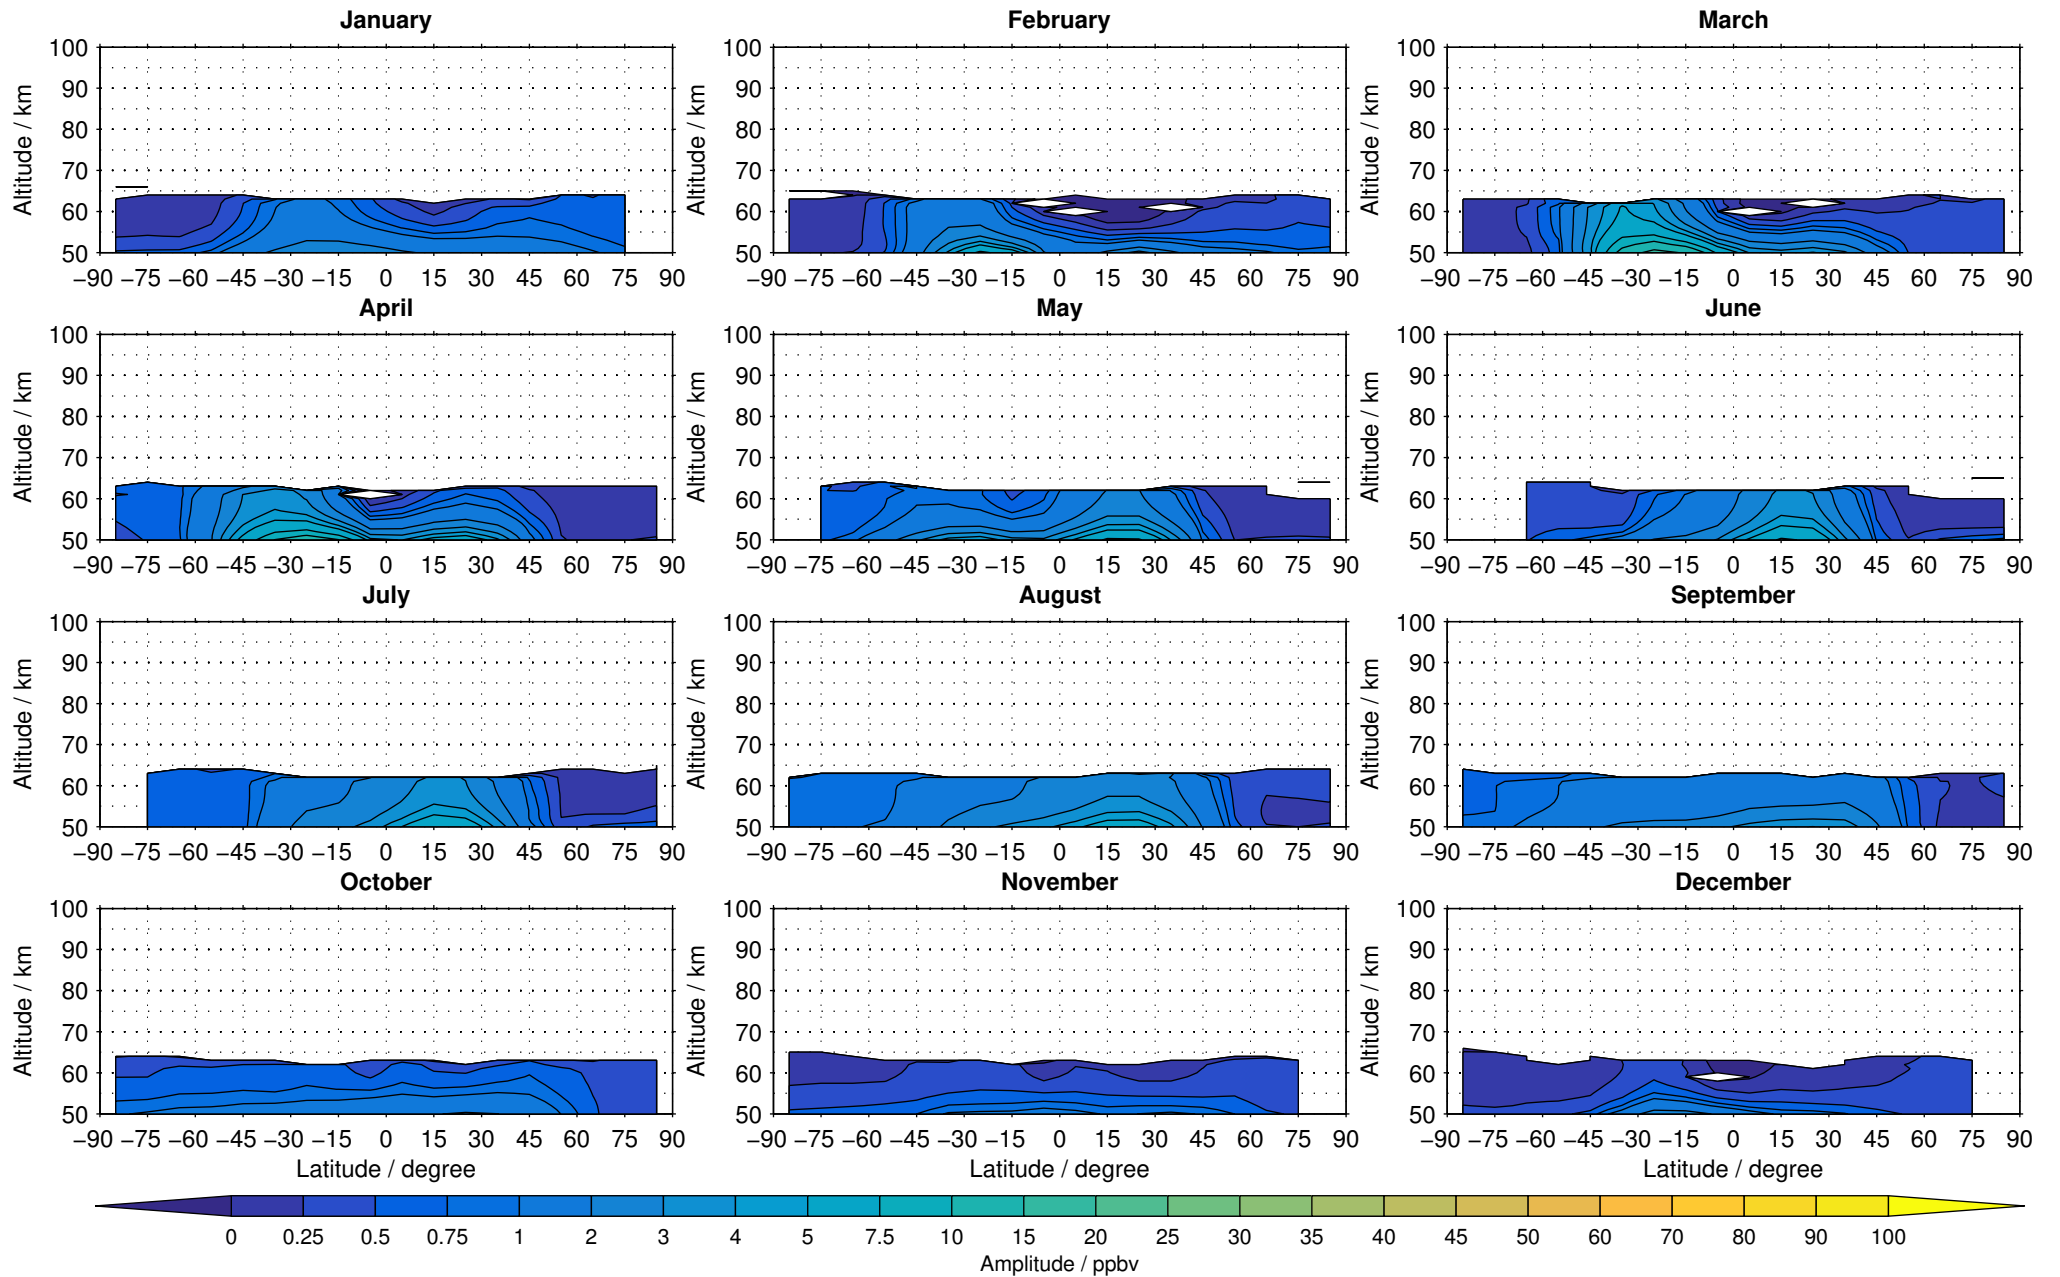 January February March
100 100 100
90 90 90
80 80 80
70 70 70
60 60 60
50 50 50
Altitude / km Altitude / km Altitude / km
−90 −75 −60 −45 −30 −15 0 15 30 45 60 75 90 −90 −75 −60 −45 −30 −15 0 15 30 45 60 75 90 −90 −75 −60 −45 −30 −15 0 15 30 45 60 75 90
April May June
100 100 100
90 90 90
80 80 80
70 70 70
60 60 60
50 50 50
Altitude / km Altitude / km Altitude / km
−90 −75 −60 −45 −30 −15 0 15 30 45 60 75 90 −90 −75 −60 −45 −30 −15 0 15 30 45 60 75 90 −90 −75 −60 −45 −30 −15 0 15 30 45 60 75 90
July August September
100 100 100
90 90 90
80 80 80
70 70 70
60 60 60
50 50 50
Altitude / km Altitude / km Altitude / km
−90 −75 −60 −45 −30 −15 0 15 30 45 60 75 90 −90 −75 −60 −45 −30 −15 0 15 30 45 60 75 90 −90 −75 −60 −45 −30 −15 0 15 30 45 60 75 90
October November December
100 100 100
90 90 90
80 80 80
70 70 70
60 60 60
50 50 50
Altitude / km Altitude / km Altitude / km
−90 −75 −60 −45 −30 −15 0 15 30 45 60 75 90 −90 −75 −60 −45 −30 −15 0 15 30 45 60 75 90 −90 −75 −60 −45 −30 −15 0 15 30 45 60 75 90
Latitude / degree Latitude / degree Latitude / degree
0 0.25 0.5 0.75 1 2 3 4 5 7.5 10 15 20 25 30 35 40 45 50 60 70 80 90 100
Amplitude / ppbv